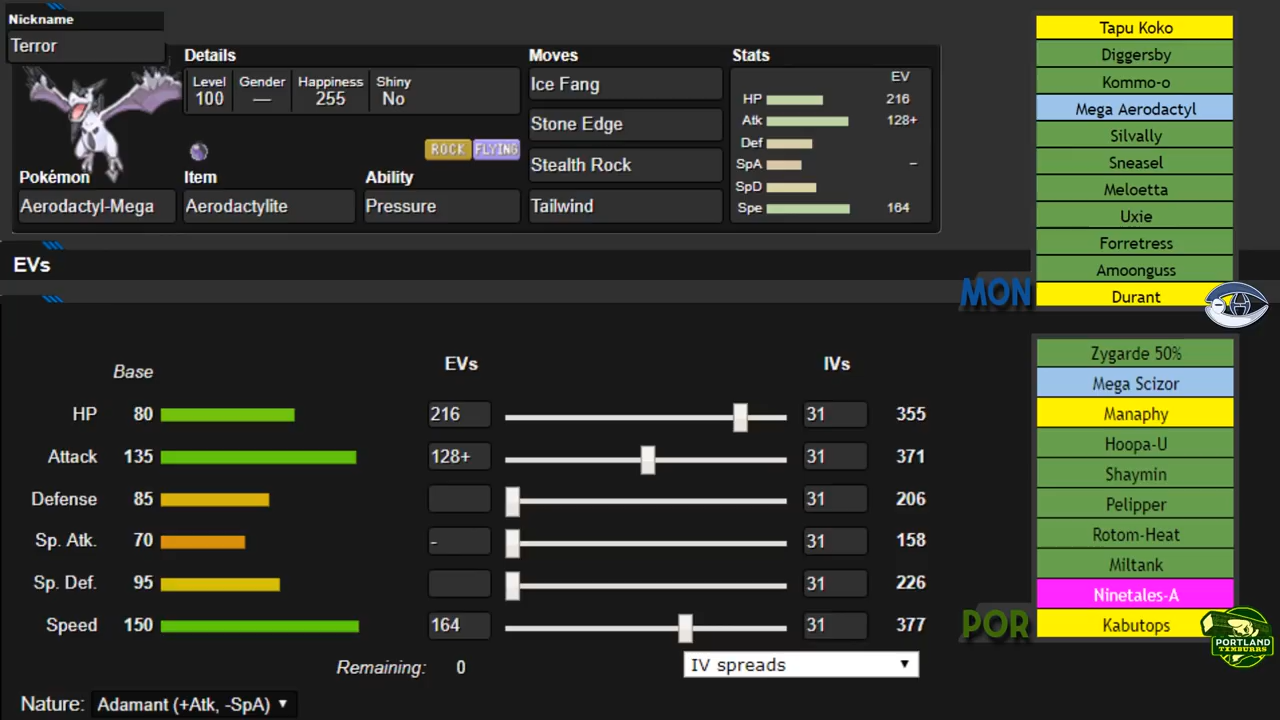 Nickname
Terror
Details
Level Gender Happiness Shiny
100 — 255 No
ROCK FLYING
Pokémon Item Ability
Aerodactyl-Mega Aerodactylite Pressure
Moves
Ice Fang
Stone Edge
Stealth Rock
Tailwind
Stats
EV
HP 216
Atk 128+
Def
SpA –
SpD
Spe 164
EVs
Base EVs IVs
HP 80 216 31 355
Attack 135 128+ 31 371
Defense 85 31 206
Sp. Atk. 70 - 31 158
Sp. Def. 95 31 226
Speed 150 164 31 377
Remaining: 0
IV spreads
Nature: Adamant (+Atk, -SpA)
Tapu Koko
Diggersby
Kommo-o
Mega Aerodactyl
Silvally
Sneasel
Meloetta
Uxie
Forretress
Amoonguss
Durant
MON
Zygarde 50%
Mega Scizor
Manaphy
Hoopa-U
Shaymin
Pelipper
Rotom-Heat
Miltank
Ninetales-A
Kabutops
POR
PORTLAND
TIMBURRS